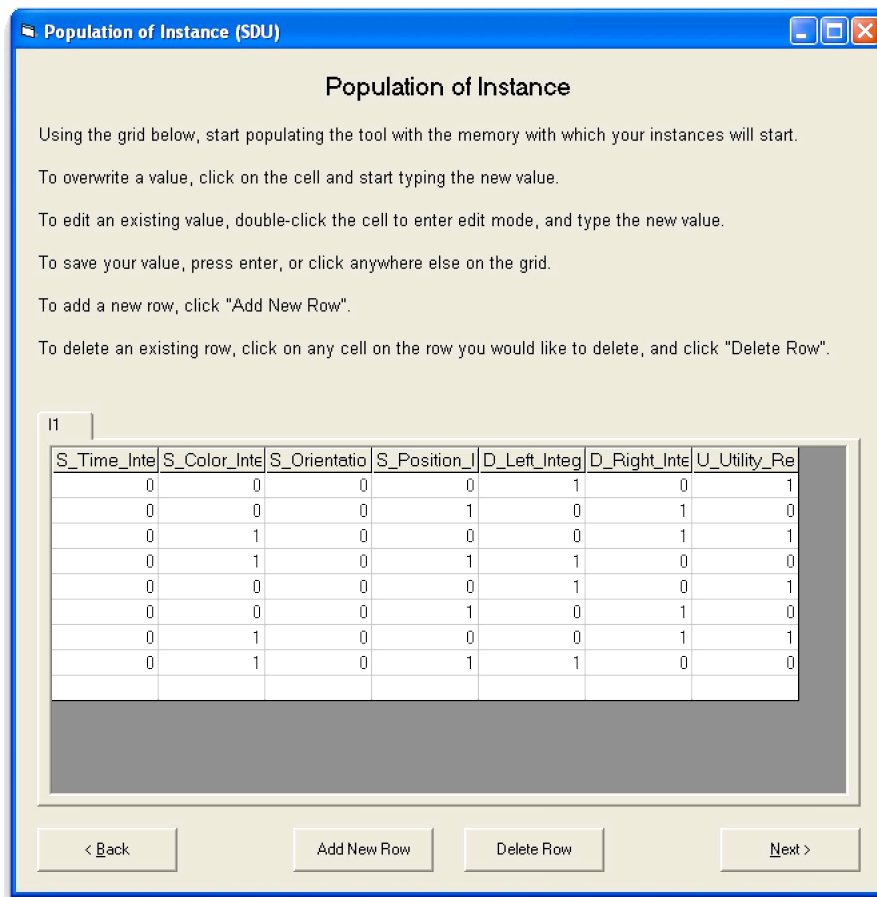 Population of Instance (SDU)
Population of Instance
Using the grid below, start populating the tool with the memory with which your instances will start.
To overwrite a value, click on the cell and start typing the new value.
To edit an existing value, double-click the cell to enter edit mode, and type the new value.
To save your value, press enter, or click anywhere else on the grid.
To add a new row, click "Add New Row".
To delete an existing row, click on any cell on the row you would like to delete, and click "Delete Row".
I1
S_Time_Inte S_Color_Inte S_Orientatio S_Position_I D_Left_Integ D_Right_Inte U_Utility_Re
0 0 0 0 1 0 1
0 0 0 1 0 1 0
0 1 0 0 0 1 1
0 1 0 1 1 0 0
0 0 0 0 1 0 1
0 0 0 1 0 1 0
0 1 0 0 0 1 1
0 1 0 1 1 0 0
< Back Add New Row Delete Row Next >